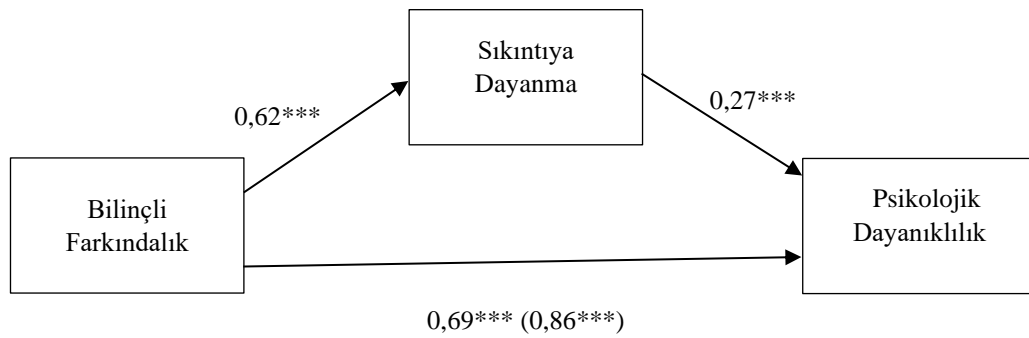 Sıkıntıya
Dayanma
0,62***
0,27***
Bilinçli
Farkındalık
Psikolojik
Dayanıklılık
0,69*** (0,86***)